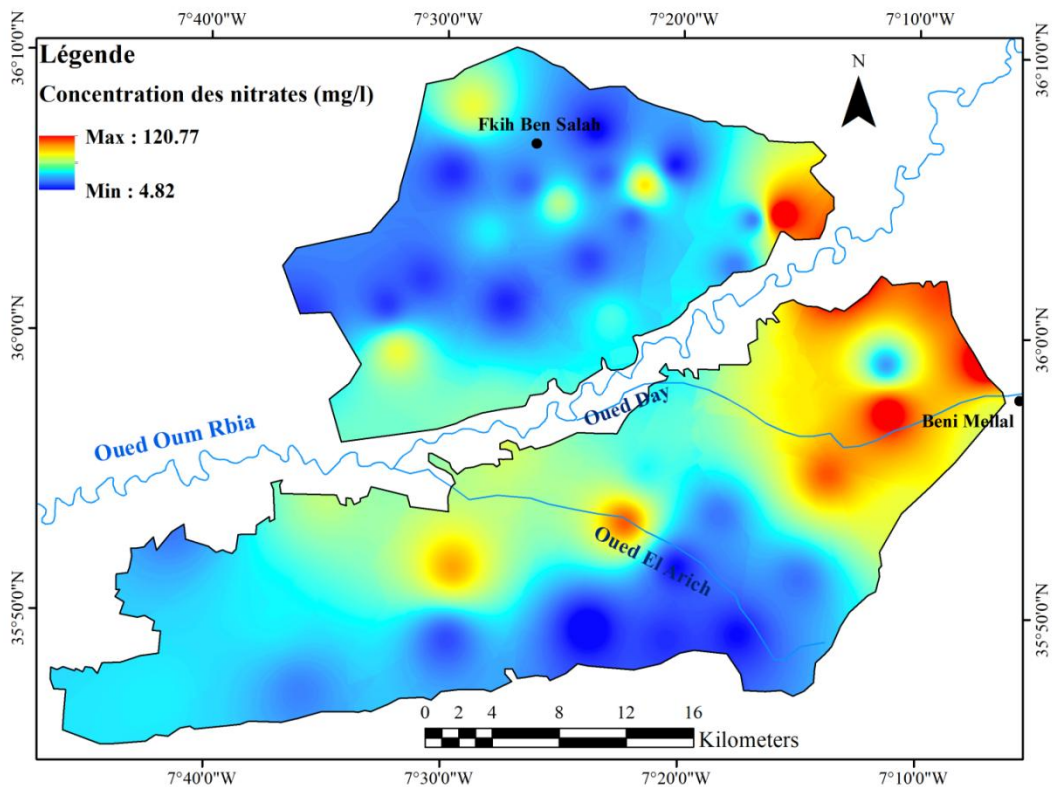 7°40'0"W 7°30'0"W 7°20'0"W 7°10'0"W
36°10'0"N
36°10'0"N
Légende
Concentration des nitrates (mg/l)
Max : 120.77
Min : 4.82
N
Fkih Ben Salah
36°0'0"N
36°0'0"N
Oued Day
Beni Mellal
Oued Oum Rbia
Oued El Arich
35°50'0"N
35°50'0"N
0 2 4 8 12 16
Kilometers
7°40'0"W 7°30'0"W 7°20'0"W 7°10'0"W